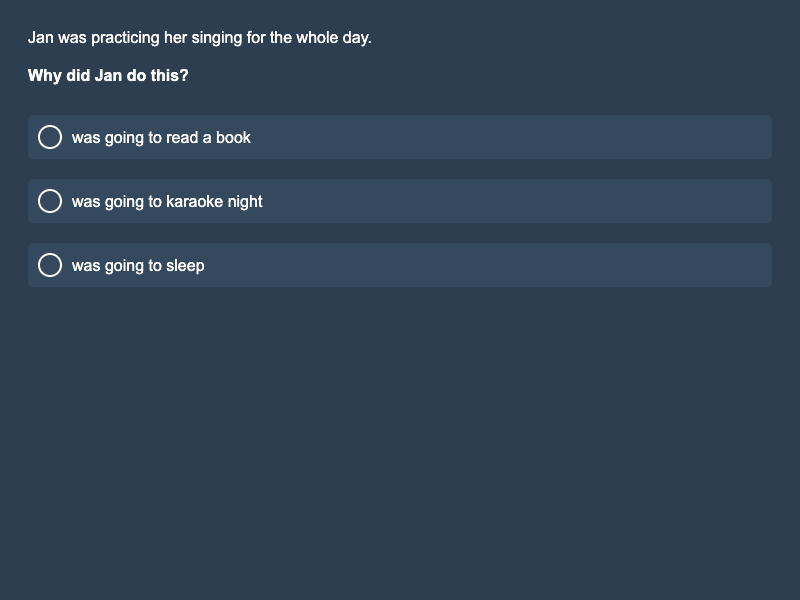 Jan was practicing her singing for the whole day.
Why did Jan do this?
was going to read a book
was going to karaoke night
was going to sleep